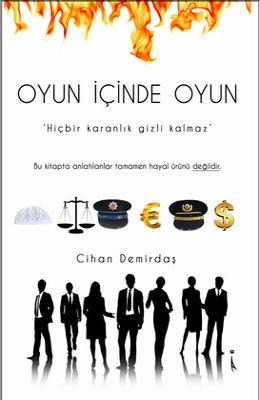 OYUN İÇİNDE OYUN
"Hiçbir karanlık gizli kalmaz"
Bu kitapta anlatılanlar tamamen hayal ürünü değildir.
Cihan Demirdaş